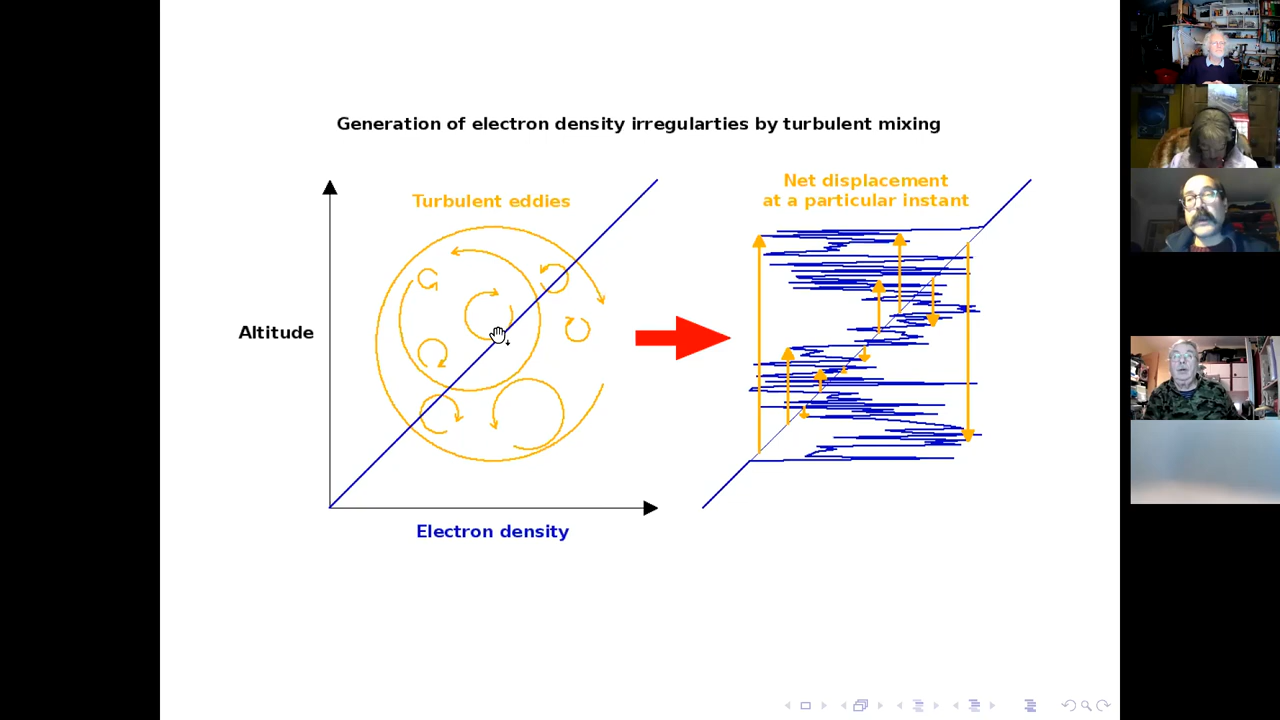 Generation of electron density irregularties by turbulent mixing
Turbulent eddies
Net displacement
at a particular instant
Altitude
Electron density